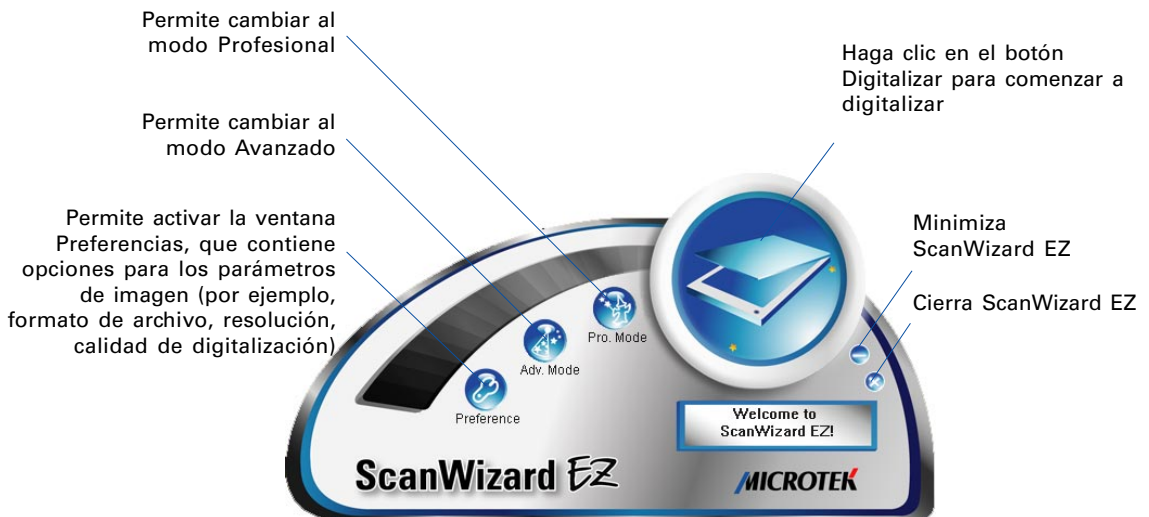 Permite cambiar al
modo Profesional
Haga clic en el botón
Digitalizar para comenzar a
digitalizar
Permite cambiar al
modo Avanzado
Permite activar la ventana
Preferencias, que contiene
opciones para los parámetros
de imagen (por ejemplo,
formato de archivo, resolución,
calidad de digitalización)
Minimiza
ScanWizard EZ
Cierra ScanWizard EZ
Pro. Mode
Adv. Mode
Preference
Welcome to
ScanWizard EZ!
ScanWizard EZ
MICROTEK